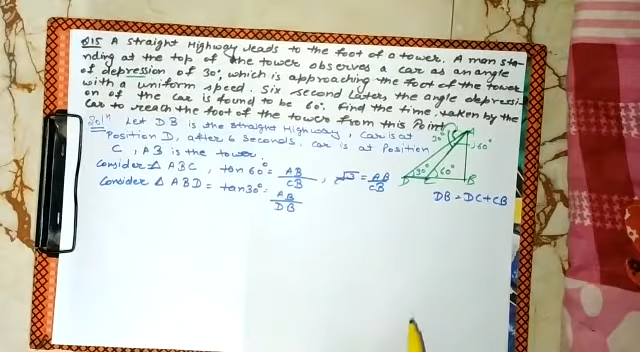 Q15 A straight Highway leads to the foot of a tower. A man sta-
nding at the top of the tower observes a car as an angle
of depression of 30°, which is approaching the foot of the tower
with a uniform speed. Six second later, the angle depressi-
on of the car is found to be 60°. Find the time taken by the
car to reach the foot of the tower from this point
Solⁿ Let DB is the straight Highway, car is at
Position D, after 6 seconds, car is at Position
C, AB is the tower.
Consider △ ABC, tan 60° = AB/CB, √3 = AB/CB
Consider △ ABD = tan 30° = AB/DB
A
30°
60°
30° 60°
D C B
DB = DC + CB